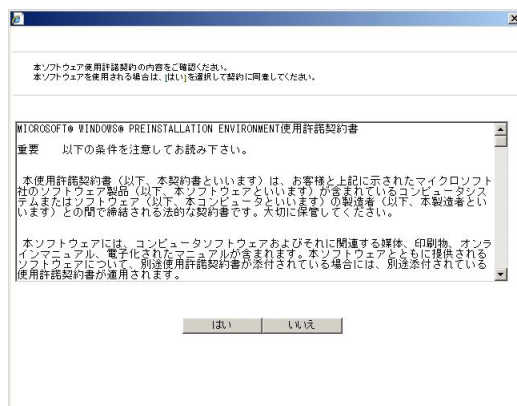 本ソフトウェア使用許諾契約の内容をご確認ください。
本ソフトウェアを使用される場合は、[はい]を選択して契約に同意してください。
MICROSOFT® WINDOWS® PREINSTALLATION ENVIRONMENT使用許諾契約書
重要　以下の条件を注意してお読み下さい。
本使用許諾契約書（以下、本契約書といいます）は、お客様と上記に示されたマイクロソフト
社のソフトウェア製品（以下、本ソフトウェアといいます）が含まれているコンピュータシス
テムまたはソフトウェア（以下、本コンピュータといいます）の製造者（以下、本製造者とい
います）との間で締結される法的な契約書です。大切に保管してください。
本ソフトウェアには、コンピュータソフトウェアおよびそれに関連する媒体、印刷物、オンラ
インマニュアル、電子化されたマニュアルが含まれます。本ソフトウェアとともに提供される
ソフトウェアについて、別途使用許諾契約書が添付されている場合には、別途添付されている
使用許諾契約書が適用されます。
はい
いいえ